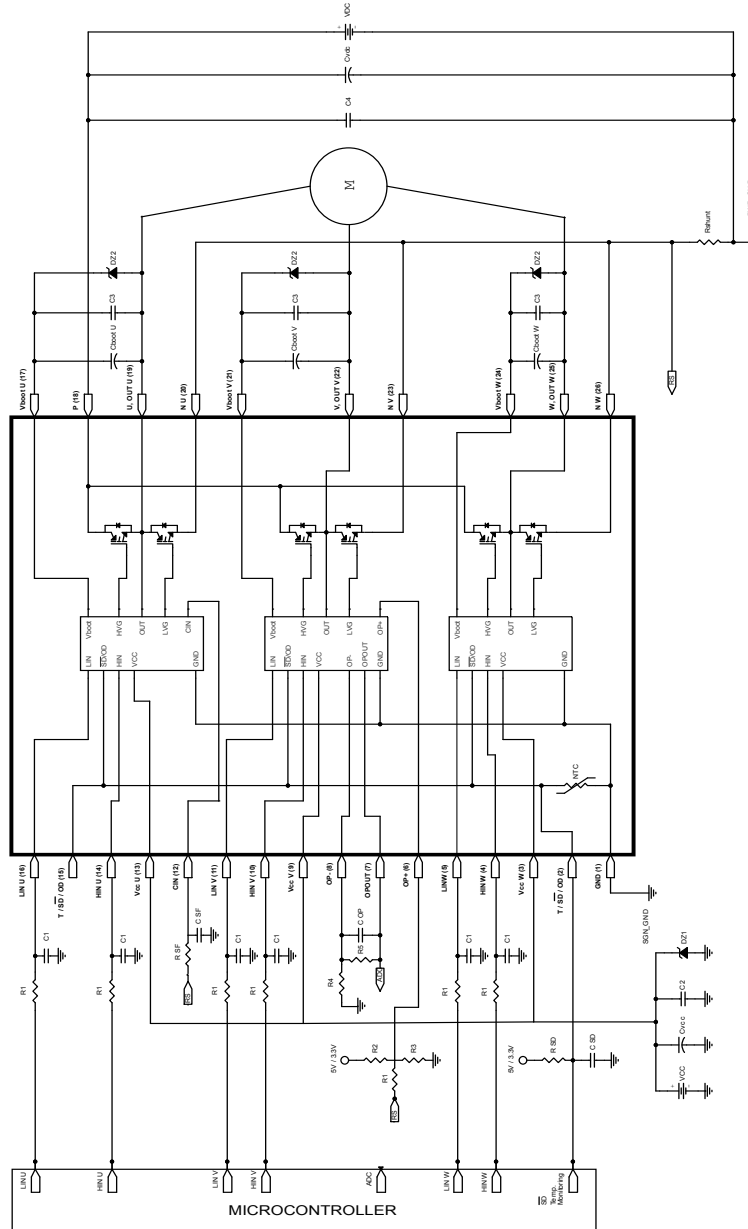 VDC
+
-
Cvdc
C4
M
Rshunt
DZ2
C3
Cboot U
DZ2
C3
Cboot V
DZ2
C3
Cboot W
RS
Vboot U (17)
P (18)
U, OUT U (19)
N U (20)
Vboot V (21)
V, OUT V (22)
N V (23)
Vboot W (24)
W, OUT W (25)
N W (26)
Vboot
HVG
OUT
LVG
CIN
LIN
SD/OD
HIN
VCC
GND
Vboot
HVG
OUT
LVG
OP+
LIN
SD/OD
HIN
VCC
OP-
OPOUT
GND
Vboot
HVG
OUT
LVG
LIN
SD/OD
HIN
VCC
GND
NTC
LIN U (16)
T / SD / OD (15)
HIN U (14)
Vcc U (13)
CIN (12)
LIN V (11)
HIN V (10)
Vcc V (9)
OP- (8)
OPOUT (7)
OP+ (6)
LINW (5)
HIN W (4)
Vcc W (3)
T / SD / OD (2)
GND (1)
C1
C1
C SF
C1
C1
C OP
C1
C1
SGN_GND
R1
R1
R SF
RS
R1
R1
R4
R5
ADC
R1
R1
5V / 3.3V
R2
R3
R1
RS
5V / 3.3V
R SD
C SD
DZ1
C 2
Cvcc
VCC
+
-
LIN U
HIN U
LIN V
HIN V
ADC
LIN W
HIN W
SD
Temp.
Monitoring
MICROCONTROLLER